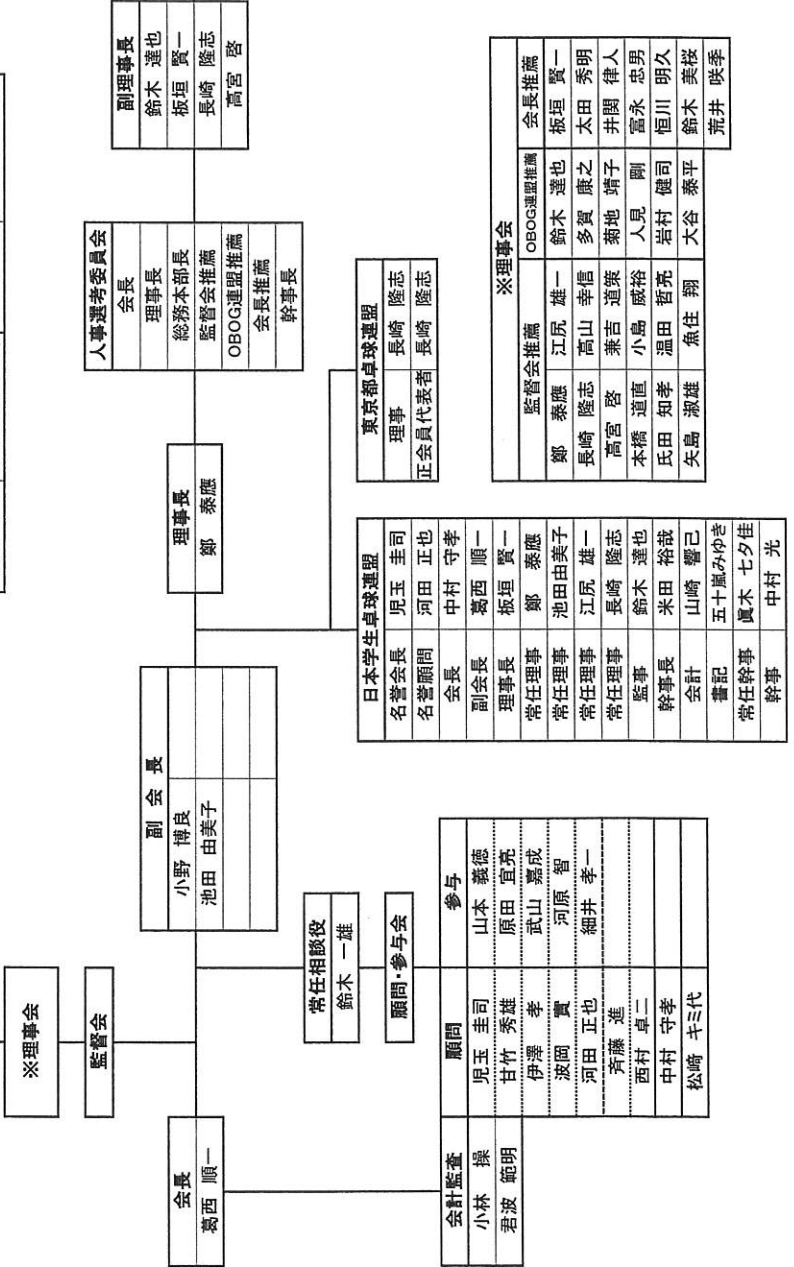 ※理事会
監督会
会長
葛西 順一
副 会 長
小野 博良
池田 由美子
理事長
鄭 泰應
人事選考委員会
会長
理事長
総務本部長
監督会推薦
OBOG連盟推薦
会長推薦
幹事長
副理事長
鈴木 達也
板垣 賢一
長崎 隆志
高宮 啓
常任相談役
鈴木 一雄
顧問・参与会
会計監査
小林 操
君波 範明
顧問 参与
児玉 圭司 山本 義徳
甘竹 秀雄 原田 宜亮
伊澤 孝 武山 嘉成
波岡 實 河原 智
河田 正也 細井 孝一
斉藤 進
西村 卓二
中村 守孝
松﨑 キミ代
日本学生卓球連盟
名誉会長 児玉 圭司
名誉顧問 河田 正也
会長 中村 守孝
副会長 葛西 順一
理事長 板垣 賢一
常任理事 鄭 泰應
常任理事 池田由美子
常任理事 江尻 雄一
常任理事 長崎 隆志
監事 鈴木 達也
幹事長 米田 裕哉
会計 山崎 響己
書記 五十嵐みゆき
常任幹事 眞木 七夕佳
幹事 中村 光
東京都卓球連盟
理事 長崎 隆志
正会員代表者 長崎 隆志
※理事会
監督会推薦 OBOG連盟推薦 会長推薦
鄭 泰應 江尻 雄一 鈴木 達也 板垣 賢一
長崎 隆志 高山 幸信 多賀 康之 太田 秀明
高宮 啓 兼吉 道策 菊地 靖子 井関 律人
本橋 道直 小島 威裕 人見 剛 富永 忠男
氏田 知孝 温田 哲亮 岩村 健司 恒川 明久
矢島 淑雄 魚住 翔 大谷 泰平 鈴木 美桜
荒井 咲季